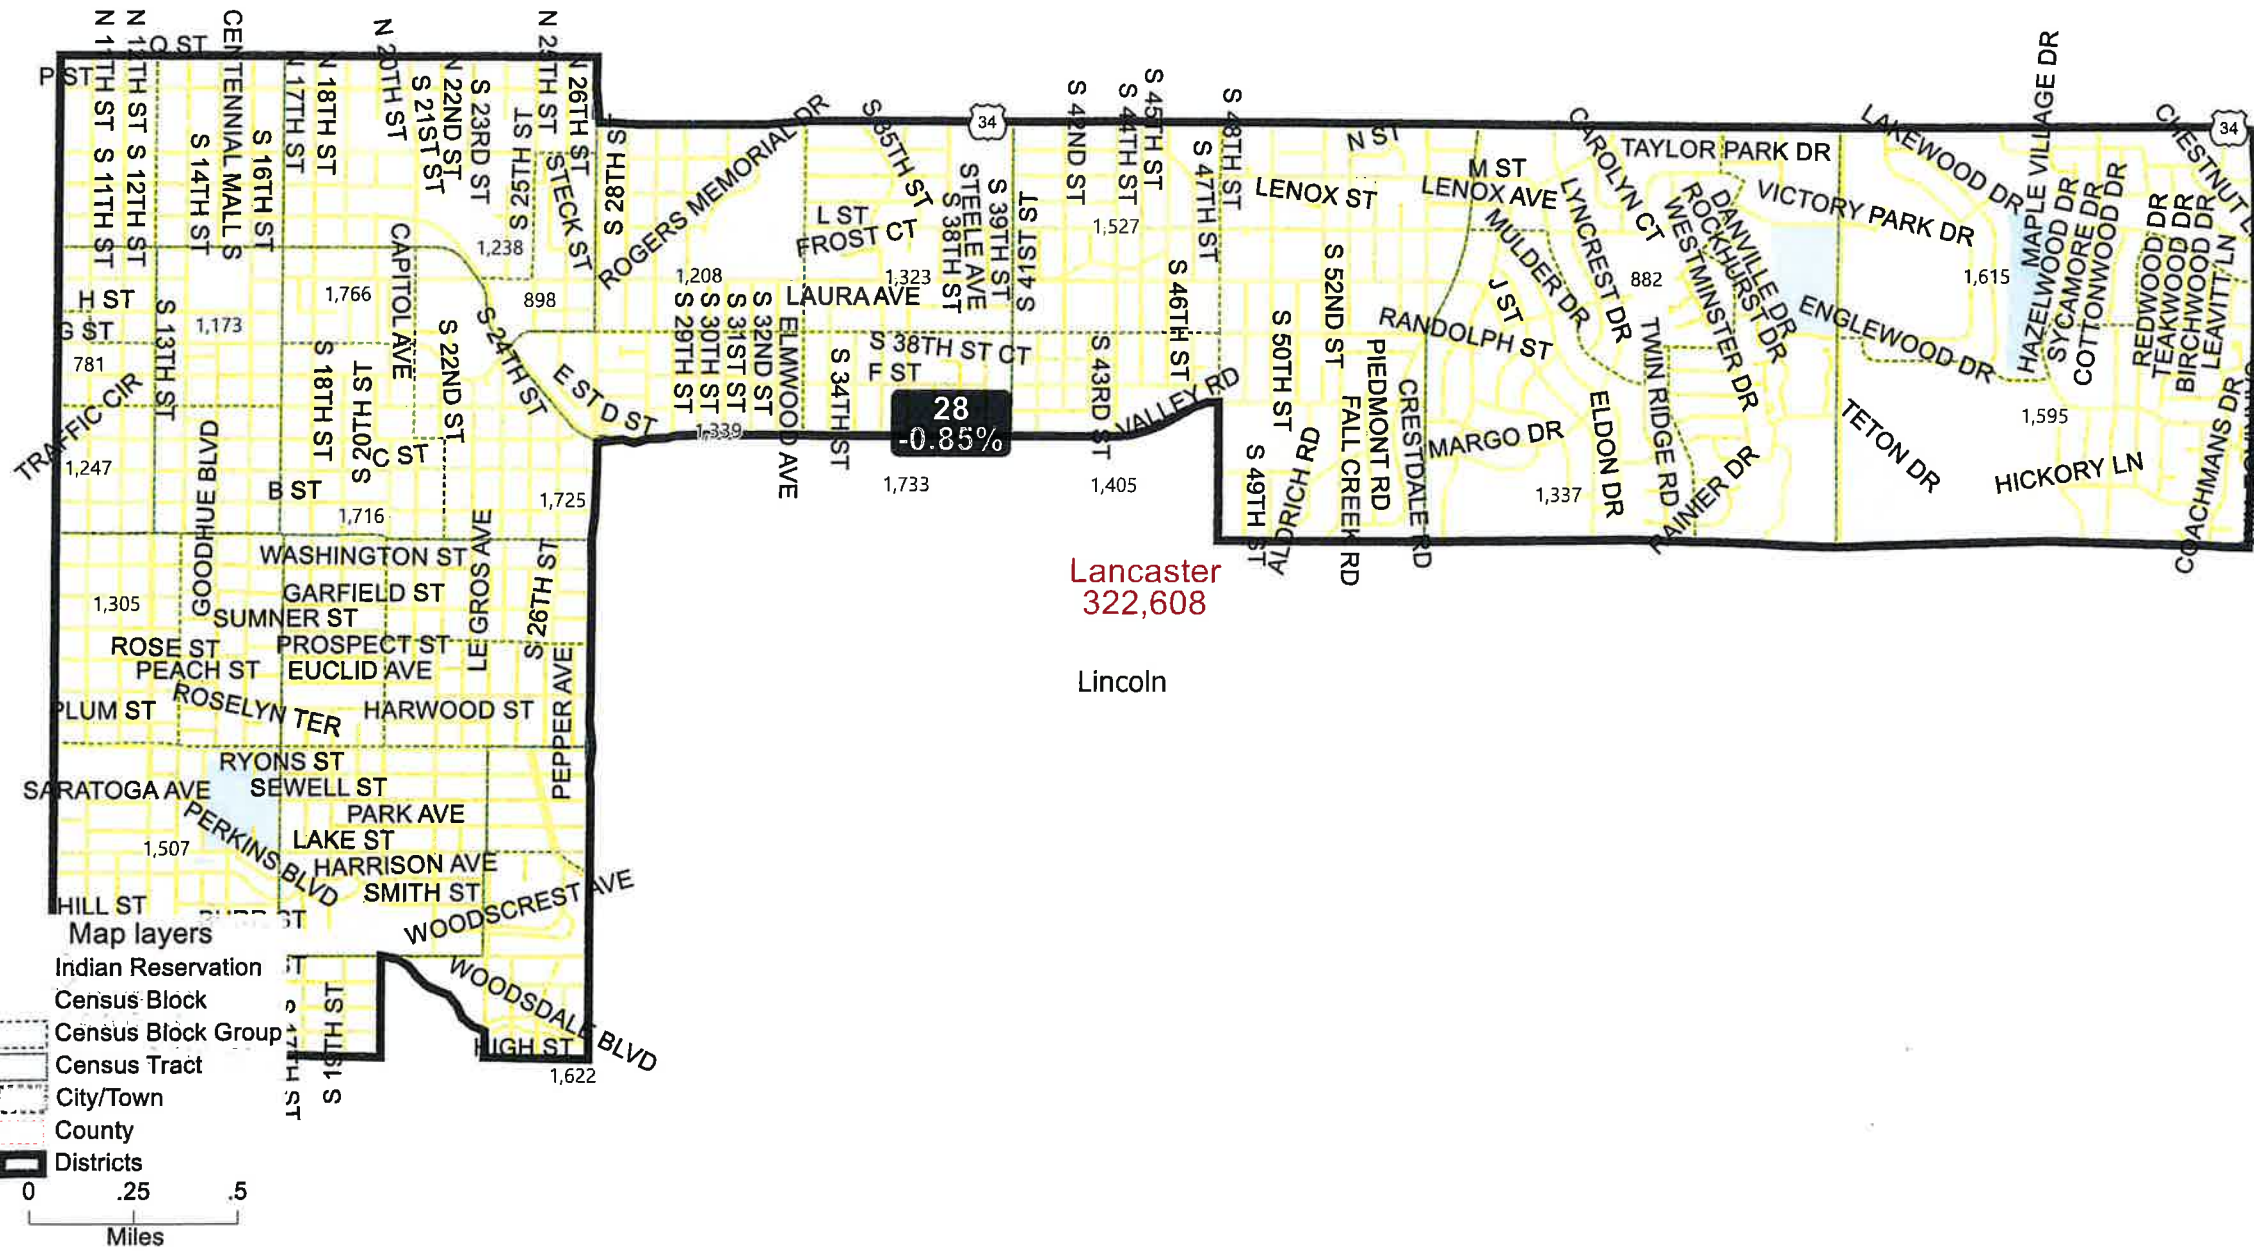 N 11TH ST
N 12TH ST
Q ST
CENTENNIAL MALL S
N 17TH ST
N 18TH ST
N 20TH ST
S 21ST ST
N 22ND ST
S 23RD ST
N 25TH ST
N 26TH ST
P ST
S 11TH ST
S 12TH ST
S 14TH ST
S 16TH ST
S 25TH ST
STECK ST
S 28TH ST
ROGERS MEMORIAL DR
S 35TH ST
34
S 42ND ST
S 44TH ST
S 45TH ST
S 48TH ST
N ST
CAROLYN CT
TAYLOR PARK DR
LAKEWOOD DR
MAPLE VILLAGE DR
34
L ST
FROST CT
STEELE AVE
S 38TH ST
S 39TH ST
S 41ST ST
1,527
S 47TH ST
LENOX ST
M ST
LENOX AVE
LYNCREST DR
MULDER DR
DANVILLE DR
ROCKHURST DR
WESTMINSTER DR
VICTORY PARK DR
HAZELWOOD DR
SYCAMORE DR
COTTONWOOD DR
REDWOOD DR
TEAKWOOD DR
BIRCHWOOD DR
LEAVITT LN
1,238
1,208
1,323
882
1,615
H ST
1,766
CAPITOL AVE
898
LAURA AVE
S 46TH ST
S 52ND ST
J ST
ENGLEWOOD DR
G ST
S 13TH ST
1,173
S 18TH ST
S 20TH ST
S 22ND ST
S 24TH ST
S 29TH ST
S 30TH ST
S 31ST ST
S 32ND ST
ELMWOOD AVE
S 34TH ST
S 38TH ST CT
F ST
S 43RD ST
S 50TH ST
RANDOLPH ST
PIEDMONT RD
TWIN RIDGE RD
781
TRAFFIC CIR
E ST
D ST
28
-0.85%
VALLEY RD
FALL CREEK RD
CRESTDALE RD
ELDON DR
1,595
TETON DR
COACHMANS DR
1,339
1,247
GOODHUE BLVD
C ST
B ST
1,716
1,725
1,733
1,405
S 49TH ST
ALDRICH RD
MARGO DR
1,337
RAINIER DR
HICKORY LN
WASHINGTON ST
LE GROS AVE
S 26TH ST
GARFIELD ST
1,305
SUMNER ST
Lancaster
322,608
ROSE ST
PROSPECT ST
PEACH ST
EUCLID AVE
Lincoln
PLUM ST
ROSELYN TER
HARWOOD ST
PEPPER AVE
RYONS ST
SARATOGA AVE
SEWELL ST
PERKINS BLVD
PARK AVE
LAKE ST
1,507
HARRISON AVE
SMITH ST
WOODSCREST AVE
HILL ST
ST
Map layers
Indian Reservation
ST
Census Block
Census Block Group
Census Tract
City/Town
County
Districts
S 17TH ST
S 19TH ST
WOODSDALE BLVD
HIGH ST
1,622
0 .25 .5
Miles